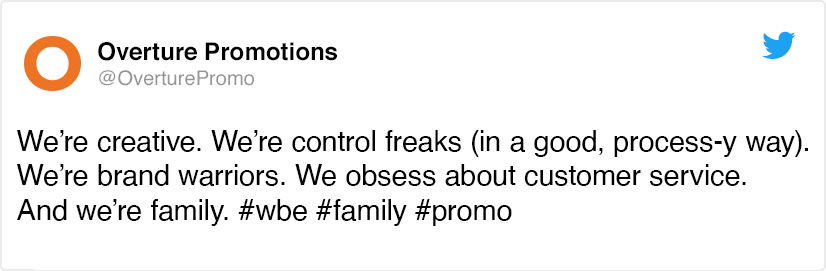 Overture Promotions
@OverturePromo
We’re creative. We’re control freaks (in a good, process-y way).
We’re brand warriors. We obsess about customer service.
And we’re family. #wbe #family #promo